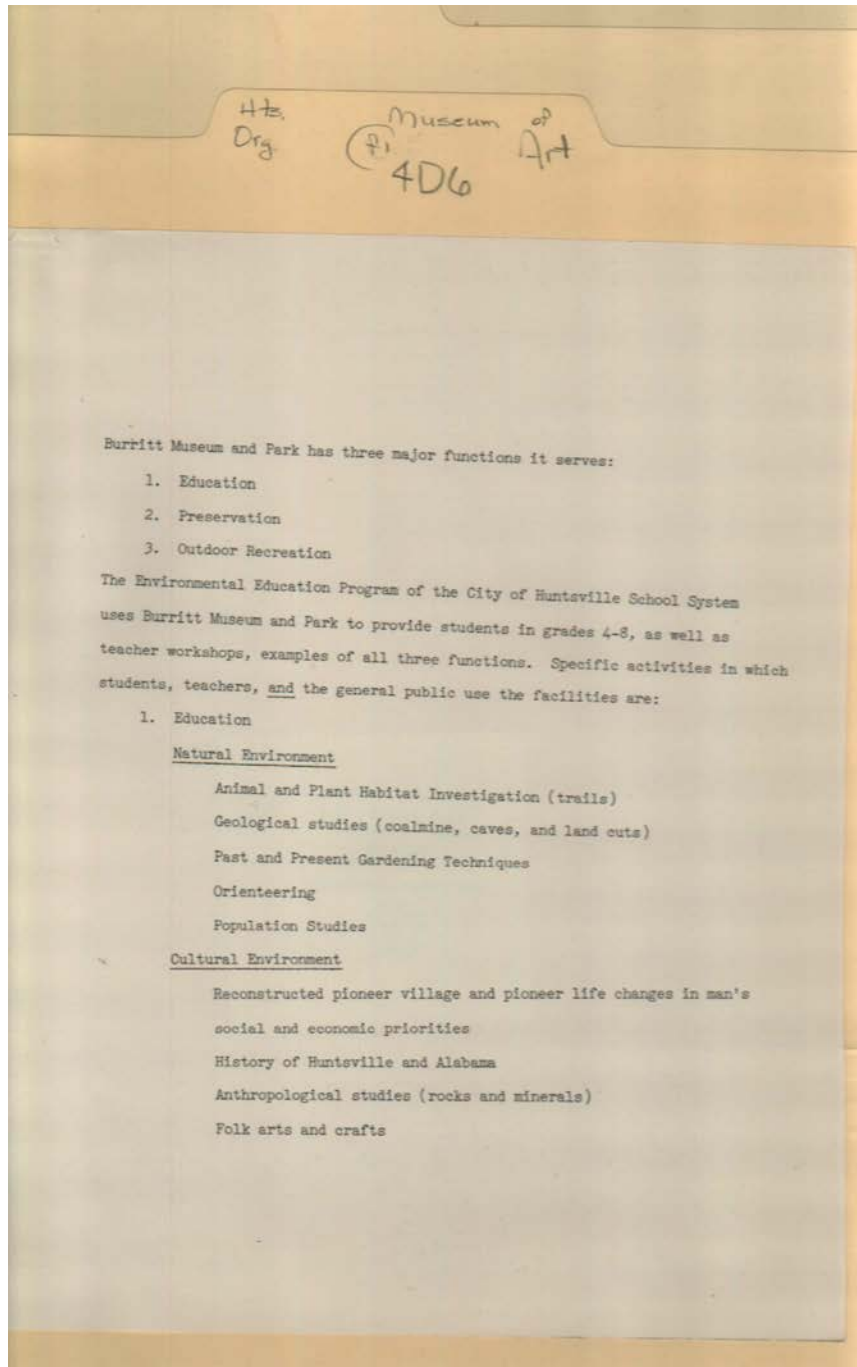 Hts. Museum of
Org. Art
4D6
Burritt Museum and Park has three major functions it serves:
1. Education
2. Preservation
3. Outdoor Recreation
The Environmental Education Program of the City of Huntsville School System
uses Burritt Museum and Park to provide students in grades 4-8, as well as
teacher workshops, examples of all three functions. Specific activities in which
students, teachers, and the general public use the facilities are:
1. Education
Natural Environment
Animal and Plant Habitat Investigation (trails)
Geological studies (coalmine, caves, and land cuts)
Past and Present Gardening Techniques
Orienteering
Population Studies
Cultural Environment
Reconstructed pioneer village and pioneer life changes in man's
social and economic priorities
History of Huntsville and Alabama
Anthropological studies (rocks and minerals)
Folk arts and crafts